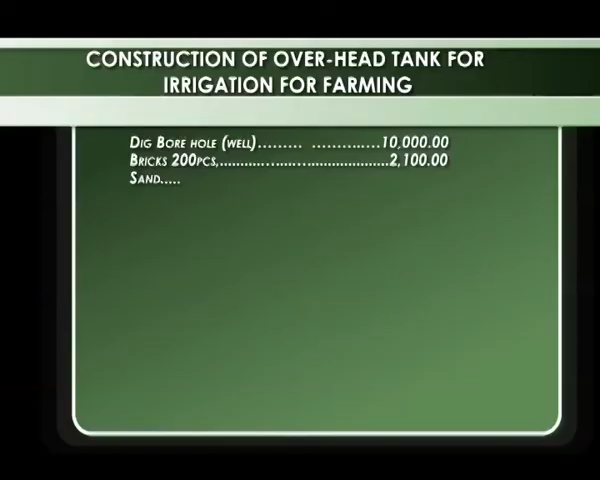 CONSTRUCTION OF OVER-HEAD TANK FOR
IRRIGATION FOR FARMING
DIG BORE HOLE (WELL)......... ..............10,000.00
BRICKS 200PCS,.....................................2,100.00
SAND.....